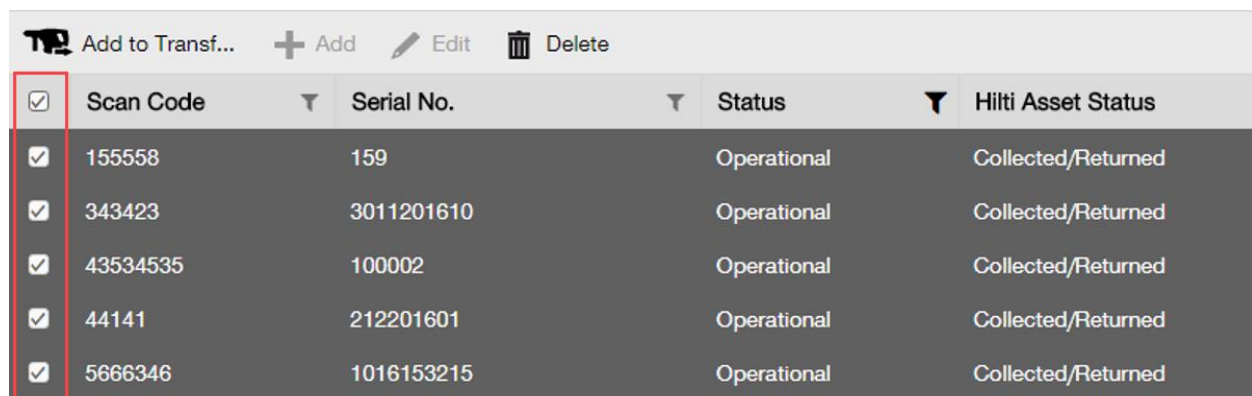 Add to Transf... Add Edit Delete
Scan Code Serial No. Status Hilti Asset Status
155558 159 Operational Collected/Returned
343423 3011201610 Operational Collected/Returned
43534535 100002 Operational Collected/Returned
44141 212201601 Operational Collected/Returned
5666346 1016153215 Operational Collected/Returned